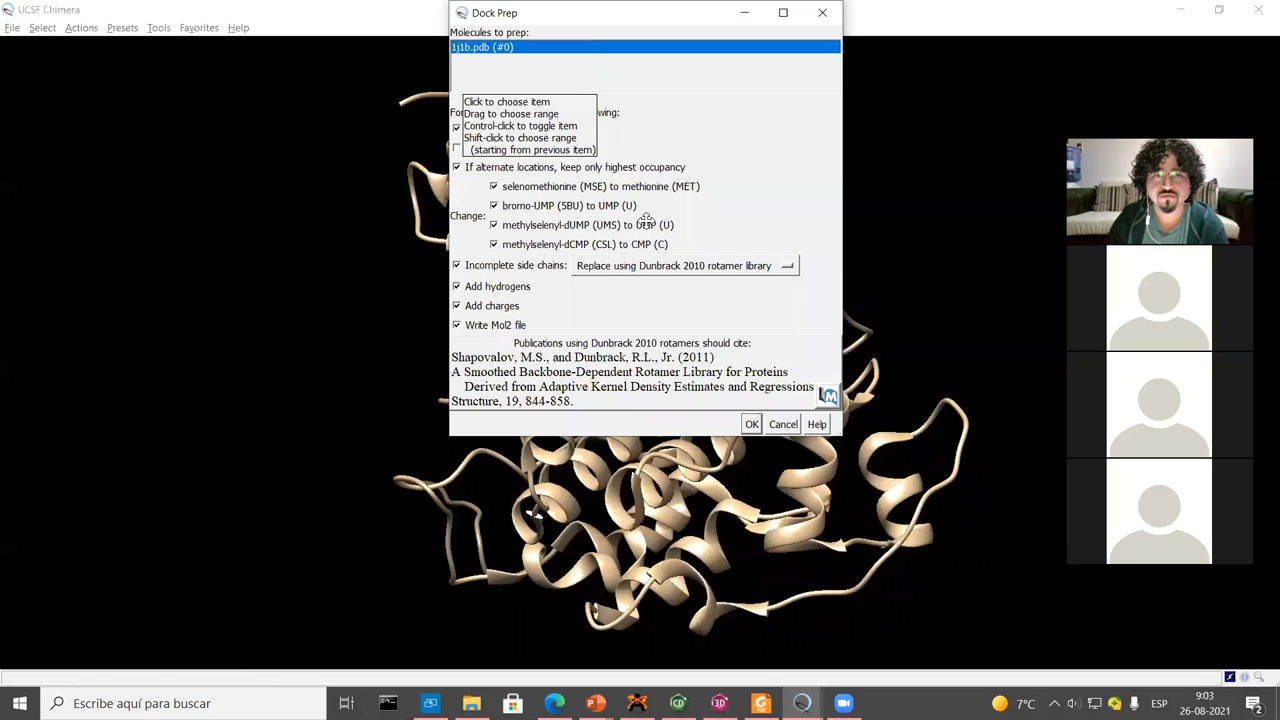 UCSF Chimera
File Select Actions Presets Tools Favorites Help
Dock Prep
Molecules to prep:
1j1b.pdb (#0)
Click to choose item
Drag to choose range
Control-click to toggle item
Shift-click to choose range
(starting from previous item)
If alternate locations, keep only highest occupancy
Change:
selenomethionine (MSE) to methionine (MET)
bromo-UMP (5BU) to UMP (U)
methylselenyl-dUMP (UMS) to UMP (U)
methylselenyl-dCMP (CSL) to CMP (C)
Incomplete side chains: Replace using Dunbrack 2010 rotamer library
Add hydrogens
Add charges
Write Mol2 file
Publications using Dunbrack 2010 rotamers should cite:
Shapovalov, M.S., and Dunbrack, R.L., Jr. (2011)
A Smoothed Backbone-Dependent Rotamer Library for Proteins
Derived from Adaptive Kernel Density Estimates and Regressions
Structure, 19, 844-858.
OK Cancel Help
Escribe aquí para buscar
7°C
ESP
9:03
26-08-2021
2